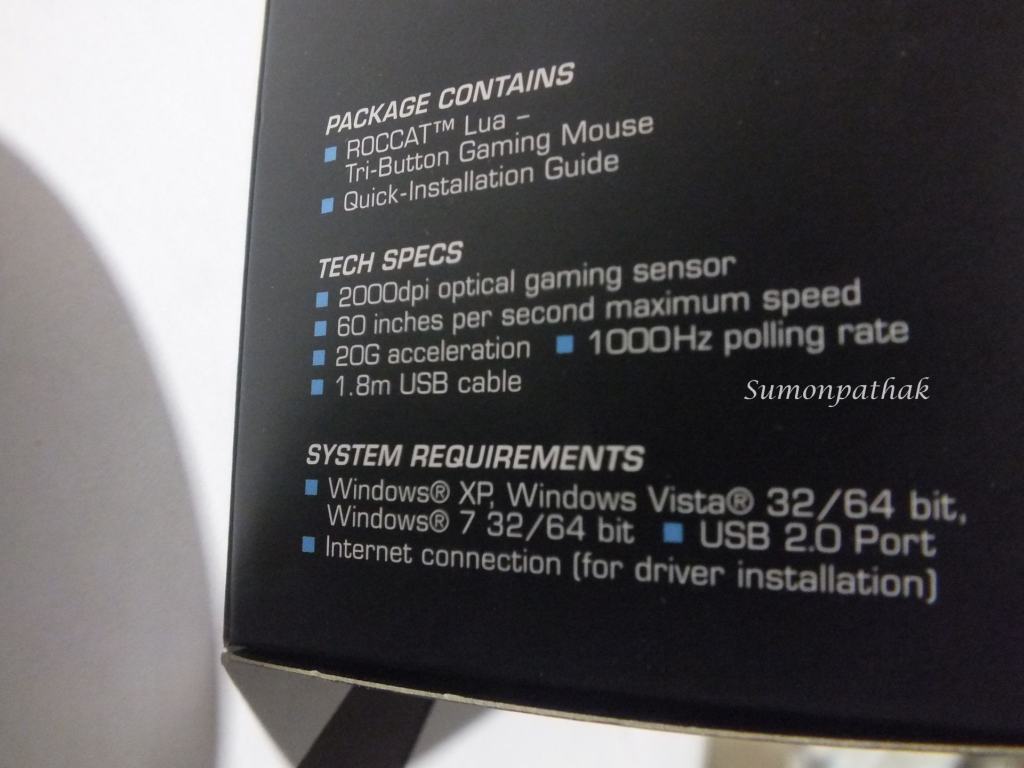 PACKAGE CONTAINS
ROCCAT™ Lua –
Tri-Button Gaming Mouse
Quick-Installation Guide
TECH SPECS
2000dpi optical gaming sensor
60 inches per second maximum speed
20G acceleration ■ 1000Hz polling rate
1.8m USB cable
Sumonpathak
SYSTEM REQUIREMENTS
Windows® XP, Windows Vista® 32/64 bit,
Windows® 7 32/64 bit ■ USB 2.0 Port
Internet connection (for driver installation)